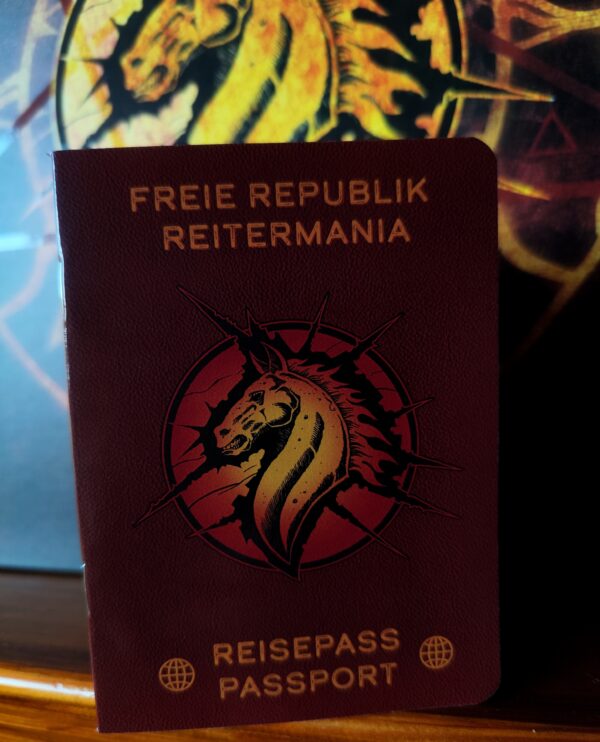 FREIE REPUBLIK
REITERMANIA
REISEPASS
PASSPORT